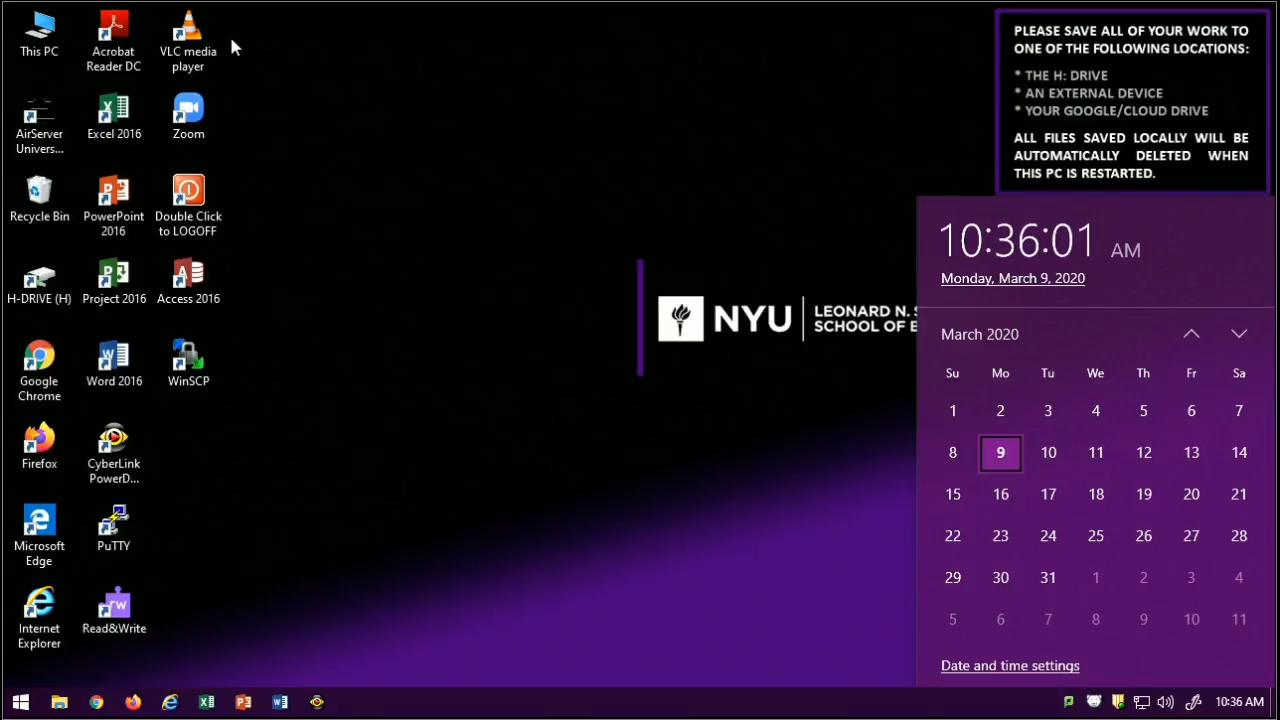 This PC
Acrobat
Reader DC
VLC media
player
AirServer
Univers...
Excel 2016
Zoom
Recycle Bin
PowerPoint
2016
Double Click
to LOGOFF
H-DRIVE (H)
Project 2016
Access 2016
Google
Chrome
Word 2016
WinSCP
Firefox
CyberLink
PowerD...
Microsoft
Edge
PuTTY
Internet
Explorer
rw
Read&Write
NYU
LEONARD N. S
SCHOOL OF
PLEASE SAVE ALL OF YOUR WORK TO
ONE OF THE FOLLOWING LOCATIONS:
* THE H: DRIVE
* AN EXTERNAL DEVICE
* YOUR GOOGLE/CLOUD DRIVE
ALL FILES SAVED LOCALLY WILL BE
AUTOMATICALLY DELETED WHEN
THIS PC IS RESTARTED.
10:36:01 AM
Monday, March 9, 2020
March 2020
Su Mo Tu We Th Fr Sa
1 2 3 4 5 6 7
8 9 10 11 12 13 14
15 16 17 18 19 20 21
22 23 24 25 26 27 28
29 30 31 1 2 3 4
5 6 7 8 9 10 11
Date and time settings
10:36 AM